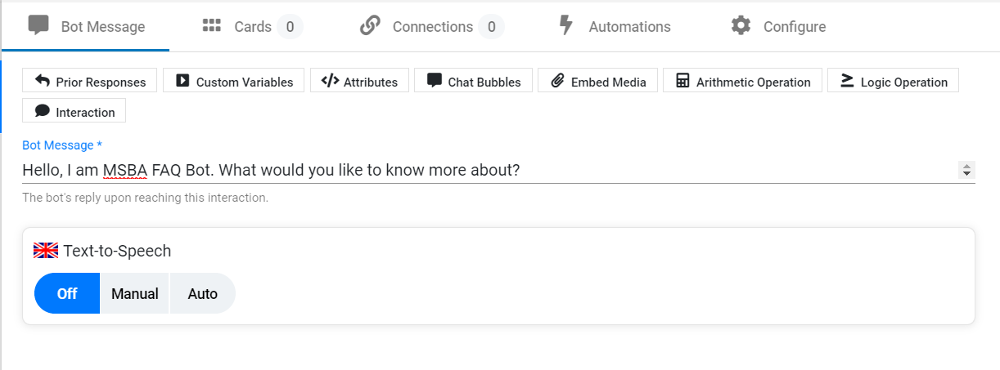 Bot Message Cards 0 Connections 0 Automations Configure
Prior Responses Custom Variables Attributes Chat Bubbles Embed Media Arithmetic Operation Logic Operation
Interaction
Bot Message *
Hello, I am MSBA FAQ Bot. What would you like to know more about?
The bot's reply upon reaching this interaction.
Text-to-Speech
Off Manual Auto